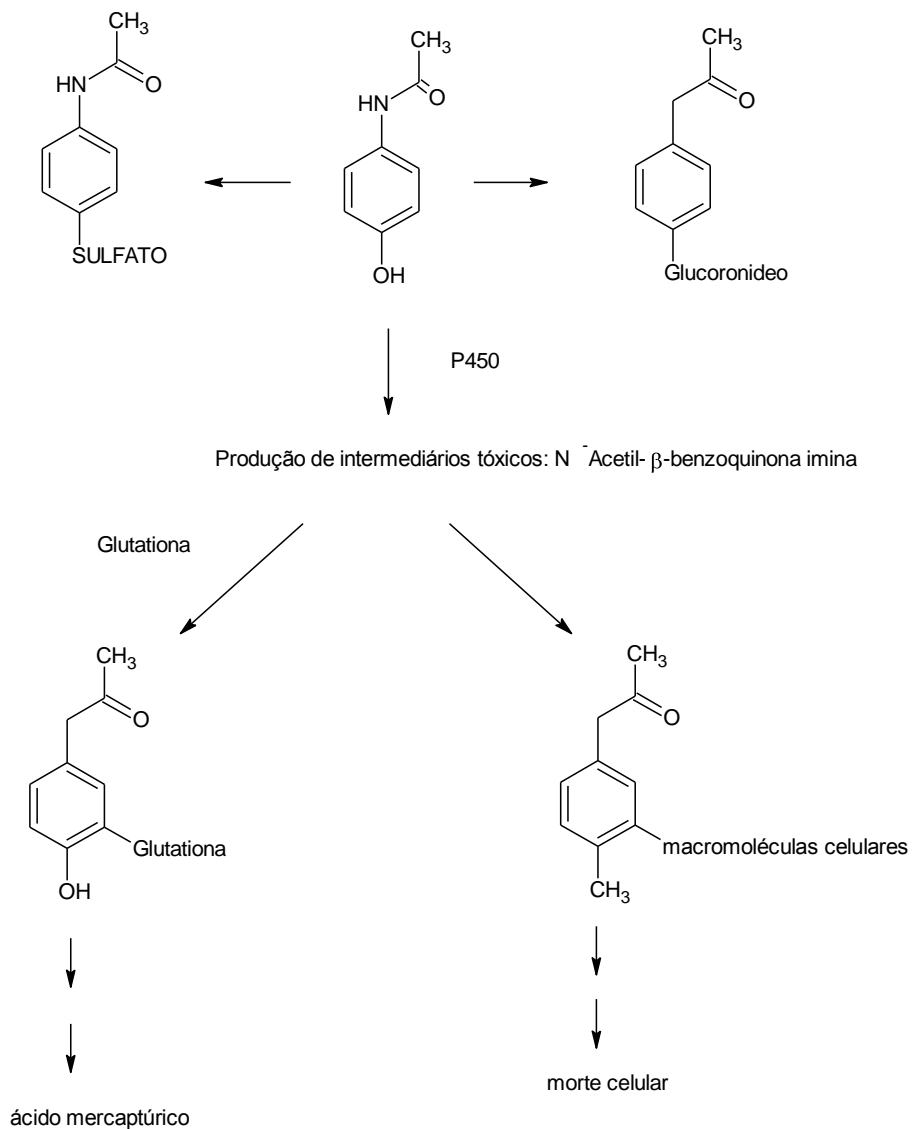 CH3
HN
O
SULFATO
CH3
HN
O
OH
CH3
O
Glucoronideo
P450
Produção de intermediários tóxicos: N - Acetil- β-benzoquinona imina
Glutationa
CH3
O
Glutationa
OH
CH3
O
macromoléculas celulares
CH3
ácido mercaptúrico
morte celular